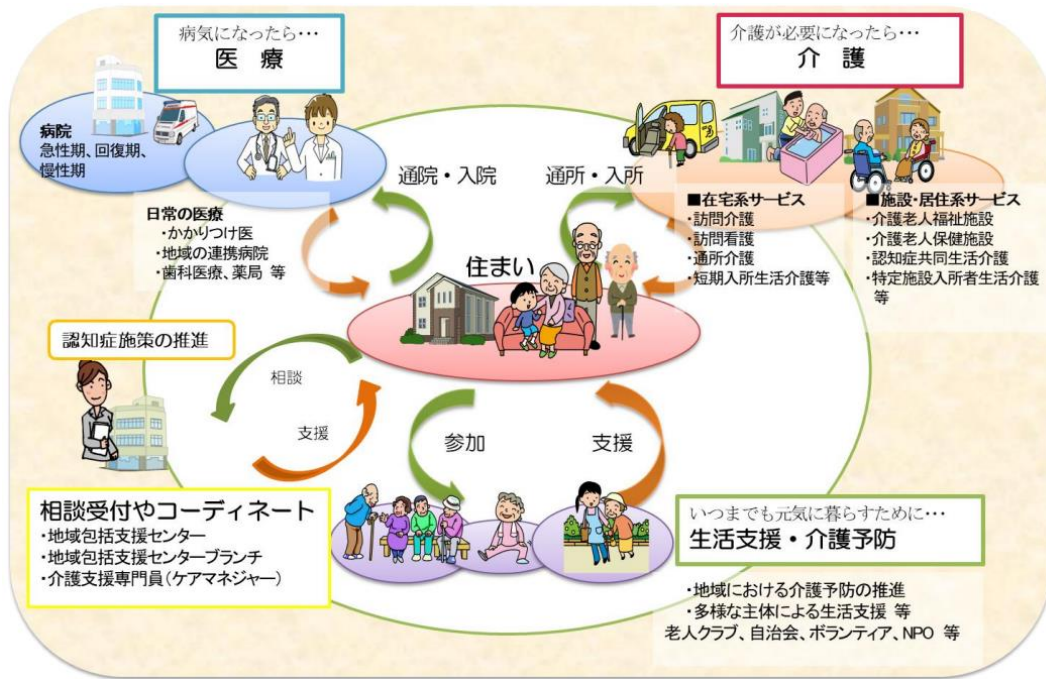 病気になったら…
医 療
介護が必要になったら…
介 護
病院
急性期、回復期、
慢性期
通院・入院
通所・入所
日常の医療
・かかりつけ医
・地域の連携病院
・歯科医療、薬局 等
■在宅系サービス
・訪問介護
・訪問看護
・通所介護
・短期入所生活介護等
■施設・居住系サービス
・介護老人福祉施設
・介護老人保健施設
・認知症共同生活介護
・特定施設入所者生活介護
等
住まい
認知症施策の推進
相談
支援
参加
支援
相談受付やコーディネート
・地域包括支援センター
・地域包括支援センターブランチ
・介護支援専門員（ケアマネジャー）
いつまでも元気に暮らすために…
生活支援・介護予防
・地域における介護予防の推進
・多様な主体による生活支援 等
老人クラブ、自治会、ボランティア、NPO 等